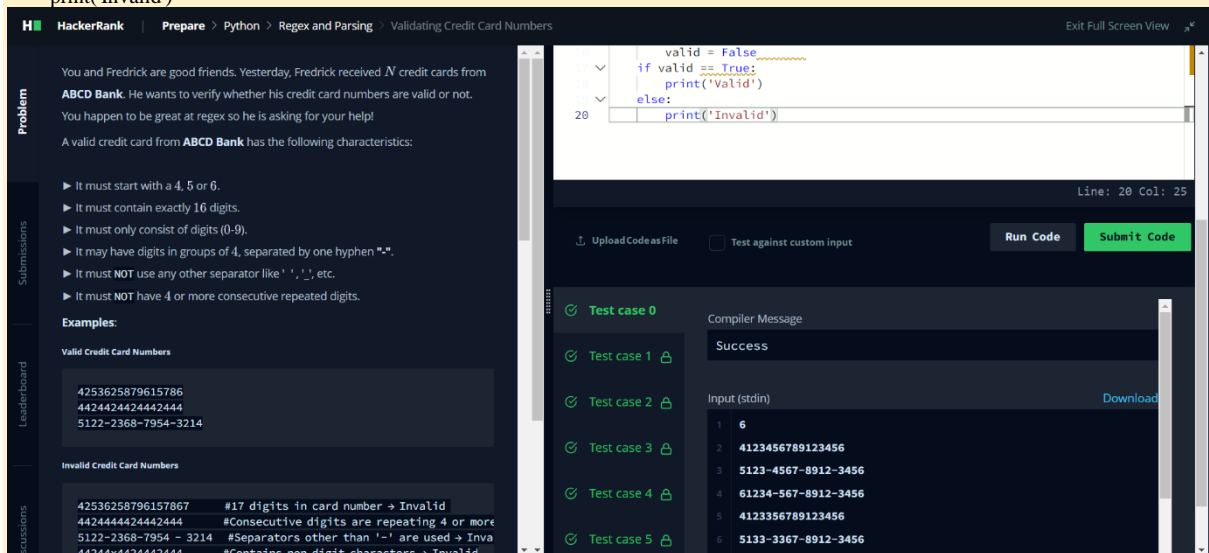 print('Invalid')
HackerRank | Prepare > Python > Regex and Parsing > Validating Credit Card Numbers
Exit Full Screen View
Problem
Submissions
Leaderboard
You and Fredrick are good friends. Yesterday, Fredrick received N credit cards from
ABCD Bank. He wants to verify whether his credit card numbers are valid or not.
You happen to be great at regex so he is asking for your help!
A valid credit card from ABCD Bank has the following characteristics:
► It must start with a 4, 5 or 6.
► It must contain exactly 16 digits.
► It must only consist of digits (0-9).
► It may have digits in groups of 4, separated by one hyphen "-".
► It must NOT use any other separator like ' ' , '_', etc.
► It must NOT have 4 or more consecutive repeated digits.
Examples:
Valid Credit Card Numbers
4253625879615786
4424424424442444
5122-2368-7954-3214
Invalid Credit Card Numbers
42536258796157867 #17 digits in card number → Invalid
4424444424442444 #Consecutive digits are repeating 4 or more
5122-2368-7954 - 3214 #Separators other than '-' are used → Inva
44244x4424442444 #Contains non digit characters → Invalid
valid = False
if valid == True:
print('Valid')
else:
20 print('Invalid')
Line: 20 Col: 25
Upload Code as File
Test against custom input
Run Code
Submit Code
Test case 0
Test case 1
Test case 2
Test case 3
Test case 4
Test case 5
Compiler Message
Success
Input (stdin)
Download
1 6
2 4123456789123456
3 5123-4567-8912-3456
4 61234-567-8912-3456
5 4123356789123456
6 5133-3367-8912-3456